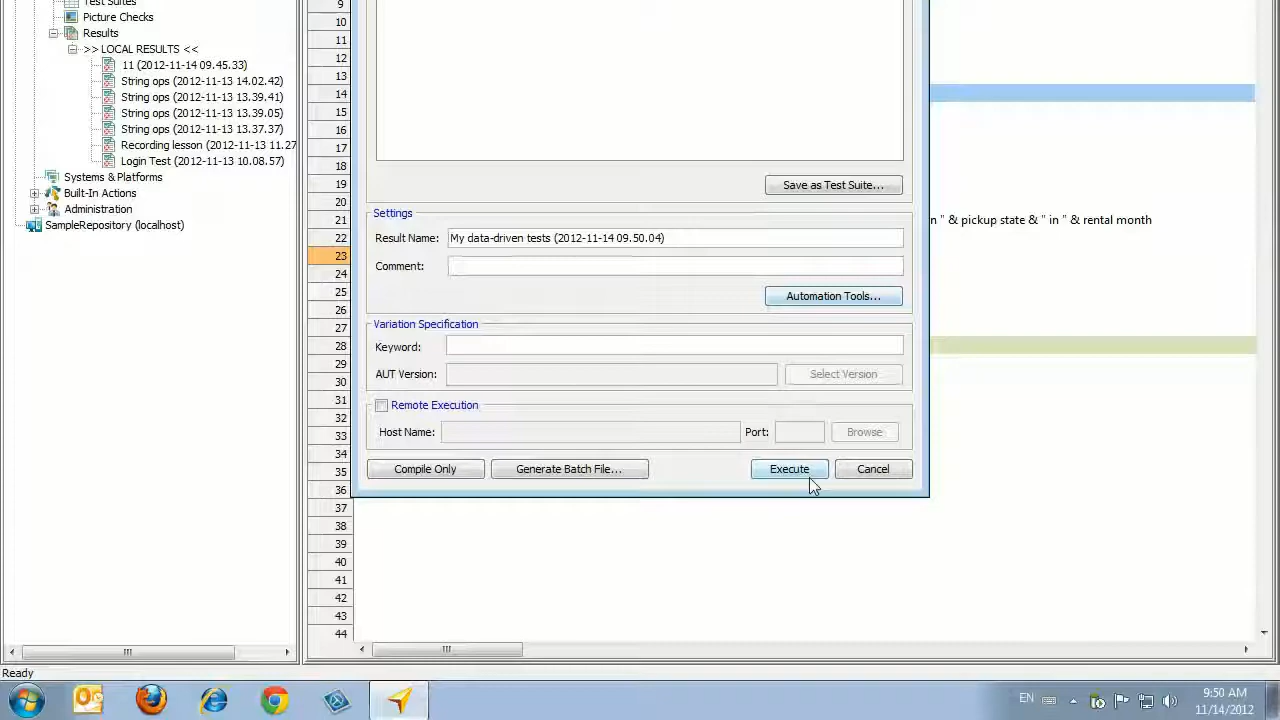 Test Suites
Picture Checks
Results
>> LOCAL RESULTS <<
11 (2012-11-14 09.45.33)
String ops (2012-11-13 14.02.42)
String ops (2012-11-13 13.39.41)
String ops (2012-11-13 13.39.05)
String ops (2012-11-13 13.37.37)
Recording lesson (2012-11-13 11.27
Login Test (2012-11-13 10.08.57)
Systems & Platforms
Built-In Actions
Administration
SampleRepository (localhost)
9
10
11
12
13
14
15
16
17
18
19
20
21
22
23
24
25
26
27
28
29
30
31
32
33
34
35
36
37
38
39
40
41
42
43
44
Save as Test Suite...
Settings
Result Name: My data-driven tests (2012-11-14 09.50.04)
Comment:
Automation Tools...
Variation Specification
Keyword:
AUT Version: Select Version
Remote Execution
Host Name: Port: Browse
Compile Only Generate Batch File... Execute Cancel
n " & pickup state & " in " & rental month
Ready
EN 9:50 AM
11/14/2012